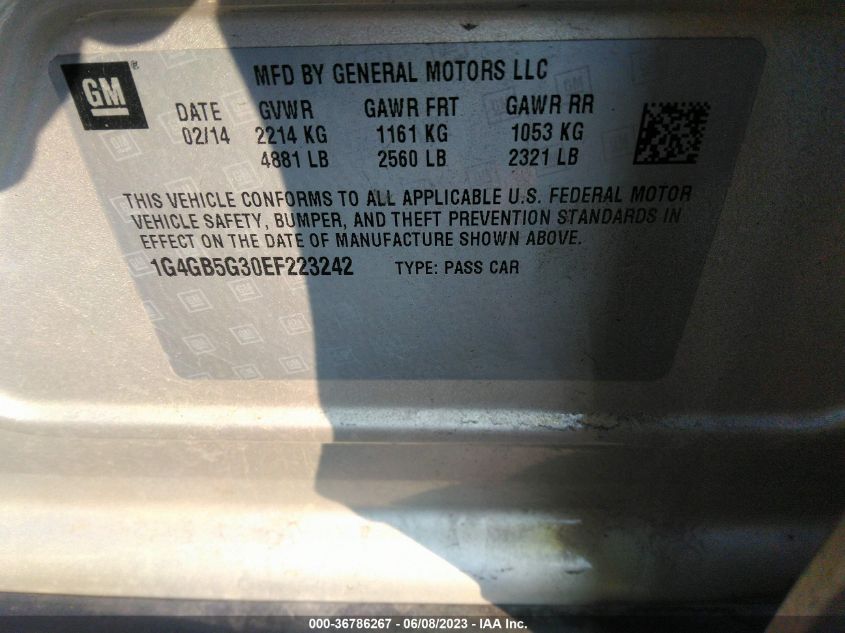 GM®
MFD BY GENERAL MOTORS LLC
DATE GVWR GAWR FRT GAWR RR
02/14 2214 KG 1161 KG 1053 KG
4881 LB 2560 LB 2321 LB
THIS VEHICLE CONFORMS TO ALL APPLICABLE U.S. FEDERAL MOTOR
VEHICLE SAFETY, BUMPER, AND THEFT PREVENTION STANDARDS IN
EFFECT ON THE DATE OF MANUFACTURE SHOWN ABOVE.
1G4GB5G30EF223242 TYPE: PASS CAR
000-36786267 - 06/08/2023 - IAA Inc.